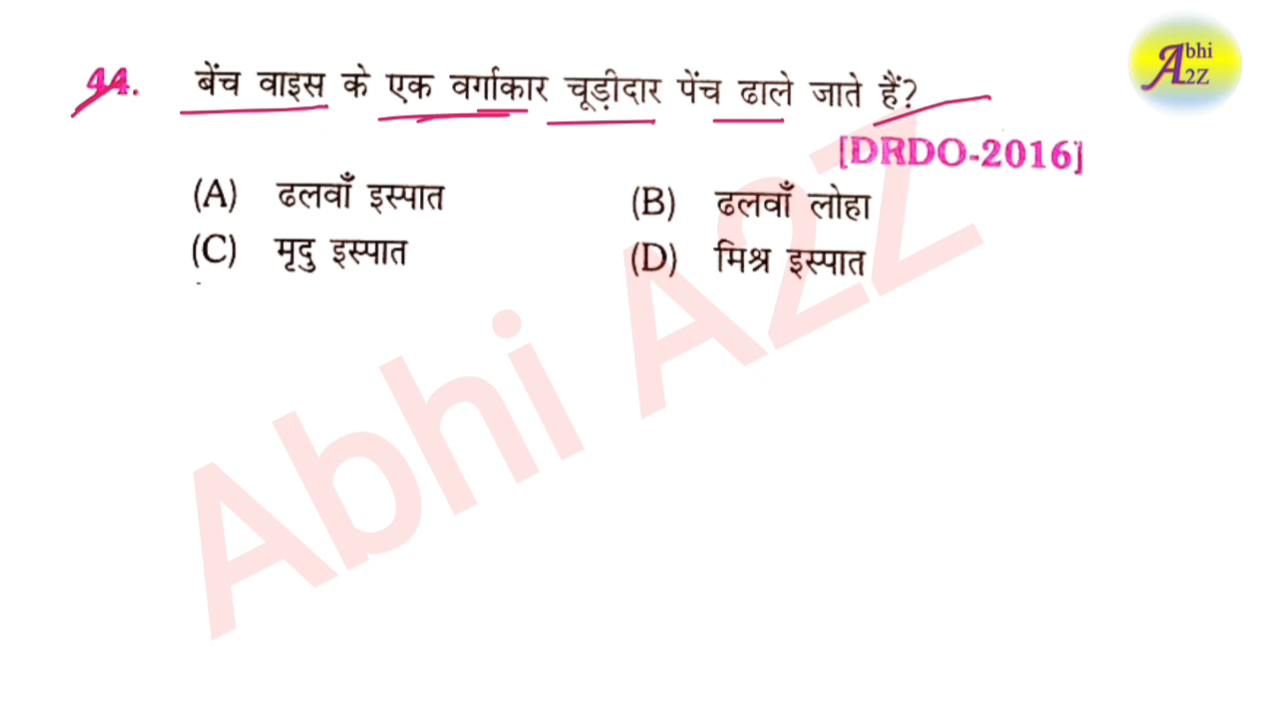 Abhi
A2Z
44. बेंच वाइस के एक वर्गाकार चूड़ीदार पेंच ढाले जाते हैं?
[DRDO-2016]
(A) ढलवाँ इस्पात (B) ढलवाँ लोहा
(C) मृदु इस्पात (D) मिश्र इस्पात
Abhi A2Z